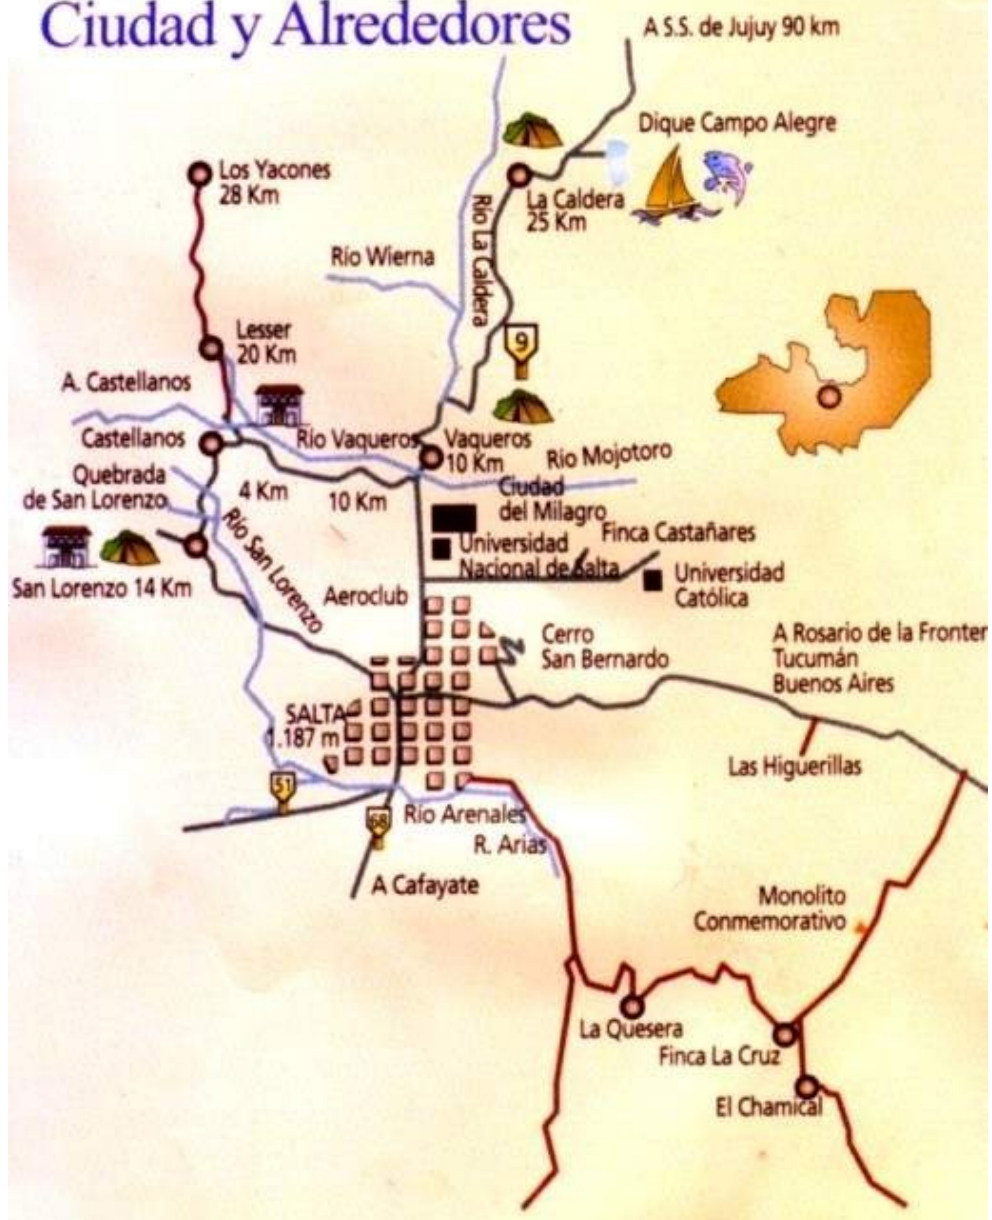 Ciudad y Alrededores
A S.S. de Jujuy 90 km
Dique Campo Alegre
Los Yacones
28 Km
La Caldera
25 Km
Río La Caldera
Río Wierna
9
Lesser
20 Km
A. Castellanos
Castellanos
Río Vaqueros
Vaqueros
10 Km
Río Mojotoro
Quebrada
de San Lorenzo
4 Km
10 Km
Ciudad
del Milagro
Finca Castañares
Universidad
Nacional de Salta
Río San Lorenzo
San Lorenzo 14 Km
Aeroclub
Universidad
Católica
Cerro
San Bernardo
A Rosario de la Fronter
Tucumán
Buenos Aires
SALTA
1.187 m
Las Higuerillas
51
68
Río Arenales
R. Arias
A Cafayate
Monolito
Conmemorativo
La Quesera
Finca La Cruz
El Chamical